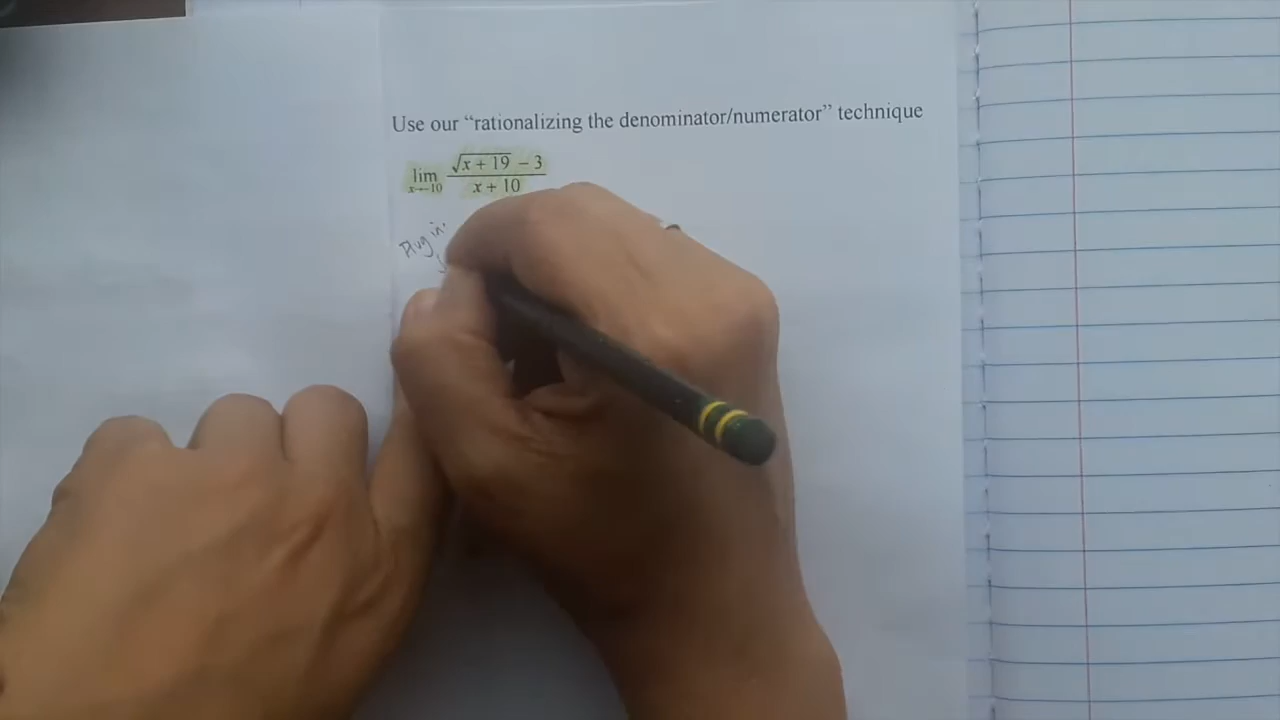 Use our “rationalizing the denominator/numerator” technique
lim x→-10 √x + 19 - 3 / x + 10
Plug in: